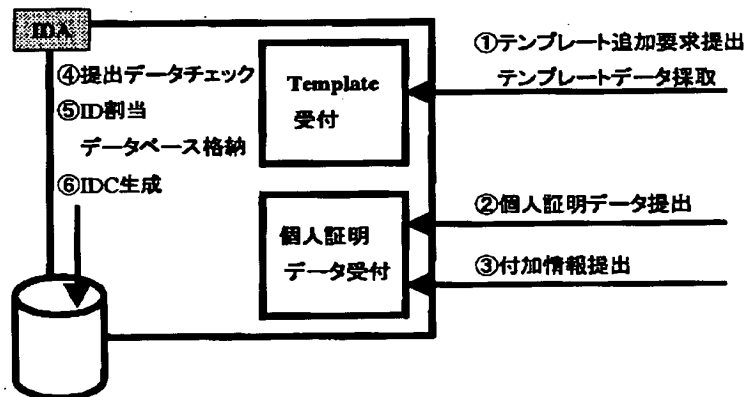 IDA
①テンプレート追加要求提出
テンプレートデータ採取
④提出データチェック
⑤ID割当
データベース格納
⑥IDC生成
Template
受付
②個人証明データ提出
個人証明
データ受付
③付加情報提出